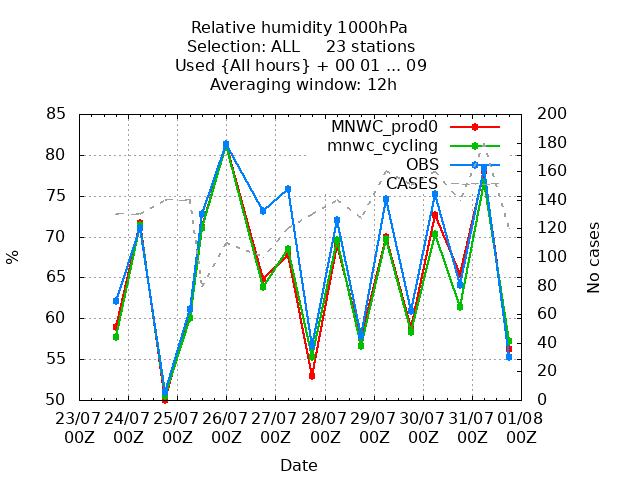 Relative humidity 1000hPa
Selection: ALL 23 stations
Used {All hours} + 00 01 ... 09
Averaging window: 12h
MNWC_prod0
mnwc_cycling
OBS
CASES
85
80
75
70
65
60
55
50
%
200
180
160
140
120
100
80
60
40
20
0
No cases
23/07 24/07 25/07 26/07 27/07 28/07 29/07 30/07 31/07 01/08
00Z 00Z 00Z 00Z 00Z 00Z 00Z 00Z 00Z 00Z
Date